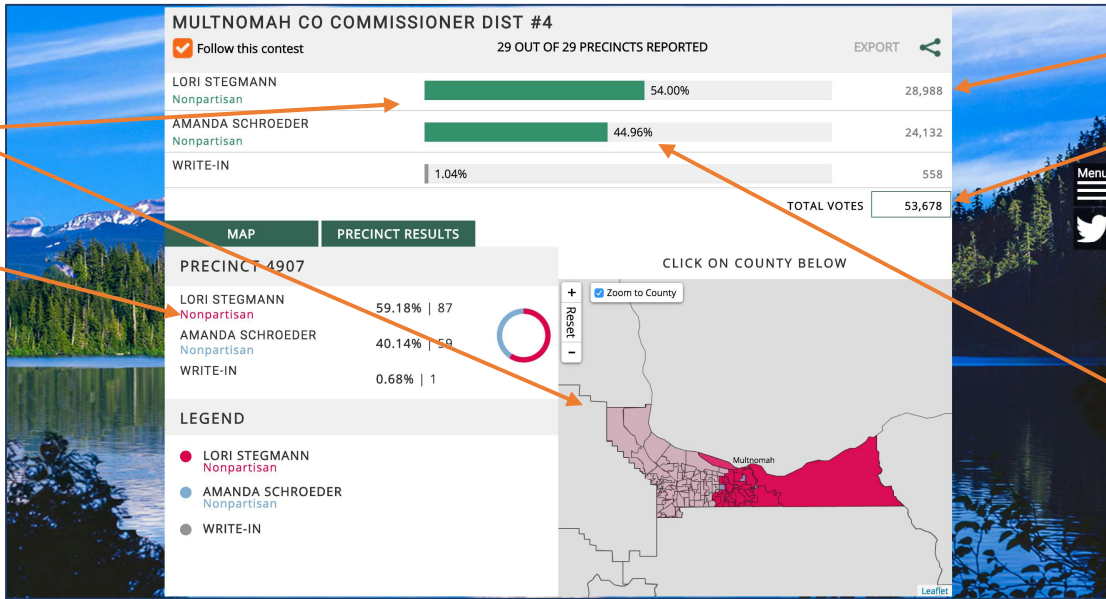 MULTNOMAH CO COMMISSIONER DIST #4
Follow this contest
29 OUT OF 29 PRECINCTS REPORTED
EXPORT
LORI STEGMANN
Nonpartisan
54.00%
28,988
AMANDA SCHROEDER
Nonpartisan
44.96%
24,132
WRITE-IN
1.04%
558
TOTAL VOTES 53,678
Menu
MAP
PRECINCT RESULTS
PRECINCT 4907
LORI STEGMANN
Nonpartisan
59.18% | 87
AMANDA SCHROEDER
Nonpartisan
40.14% | 59
WRITE-IN
0.68% | 1
LEGEND
LORI STEGMANN
Nonpartisan
AMANDA SCHROEDER
Nonpartisan
WRITE-IN
CLICK ON COUNTY BELOW
+
Reset
-
Zoom to County
Multnomah
Leaflet